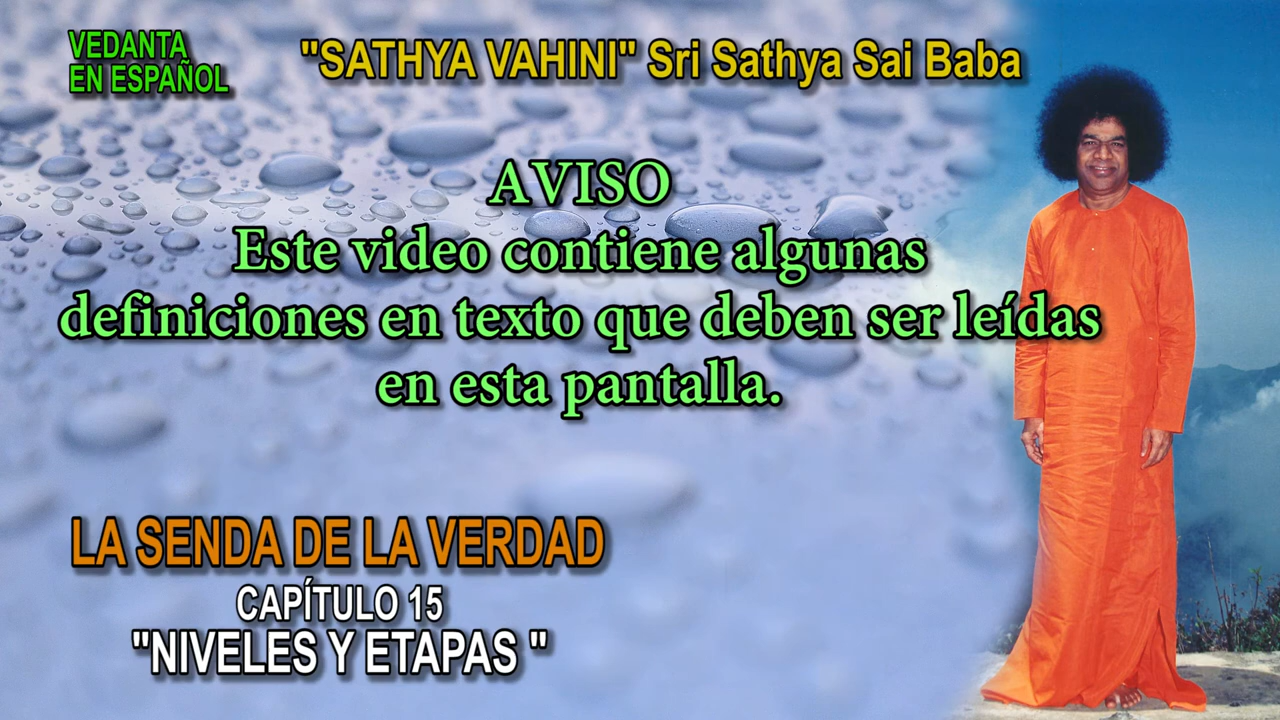 VEDANTA
EN ESPAÑOL
"SATHYA VAHINI" Sri Sathya Sai Baba
AVISO
Este video contiene algunas
definiciones en texto que deben ser leídas
en esta pantalla.
LA SENDA DE LA VERDAD
CAPÍTULO 15
"NIVELES Y ETAPAS "